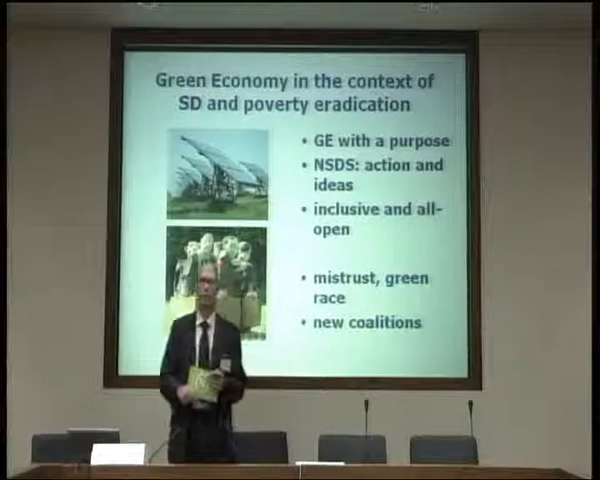 Green Economy in the context of
SD and poverty eradication
• GE with a purpose
• NSDS: action and
ideas
• inclusive and all-
open
• mistrust, green
race
• new coalitions